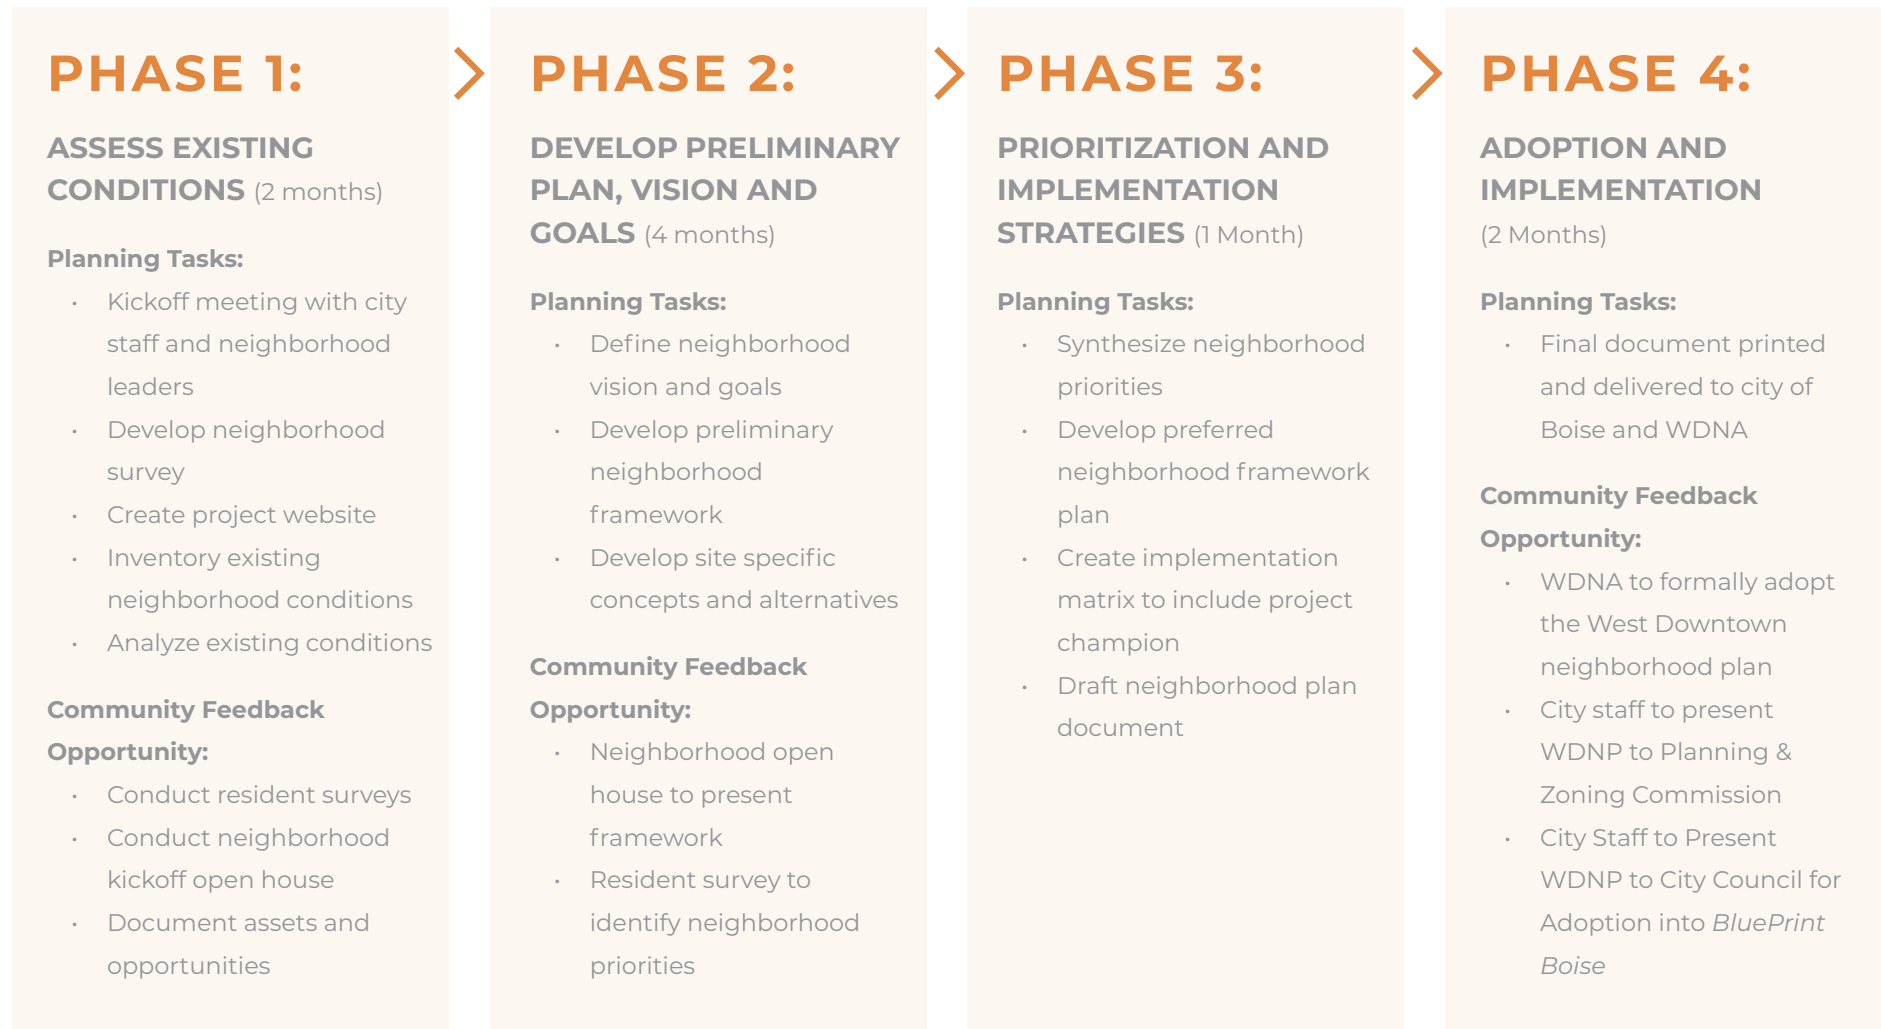 PHASE 1:
ASSESS EXISTING
CONDITIONS (2 months)
Planning Tasks:
• Kickoff meeting with city
staff and neighborhood
leaders
• Develop neighborhood
survey
• Create project website
• Inventory existing
neighborhood conditions
• Analyze existing conditions
Community Feedback
Opportunity:
• Conduct resident surveys
• Conduct neighborhood
kickoff open house
• Document assets and
opportunities
PHASE 2:
DEVELOP PRELIMINARY
PLAN, VISION AND
GOALS (4 months)
Planning Tasks:
• Define neighborhood
vision and goals
• Develop preliminary
neighborhood
framework
• Develop site specific
concepts and alternatives
Community Feedback
Opportunity:
• Neighborhood open
house to present
framework
• Resident survey to
identify neighborhood
priorities
PHASE 3:
PRIORITIZATION AND
IMPLEMENTATION
STRATEGIES (1 Month)
Planning Tasks:
• Synthesize neighborhood
priorities
• Develop preferred
neighborhood framework
plan
• Create implementation
matrix to include project
champion
• Draft neighborhood plan
document
PHASE 4:
ADOPTION AND
IMPLEMENTATION
(2 Months)
Planning Tasks:
• Final document printed
and delivered to city of
Boise and WDNA
Community Feedback
Opportunity:
• WDNA to formally adopt
the West Downtown
neighborhood plan
• City staff to present
WDNP to Planning &
Zoning Commission
• City Staff to Present
WDNP to City Council for
Adoption into BluePrint
Boise